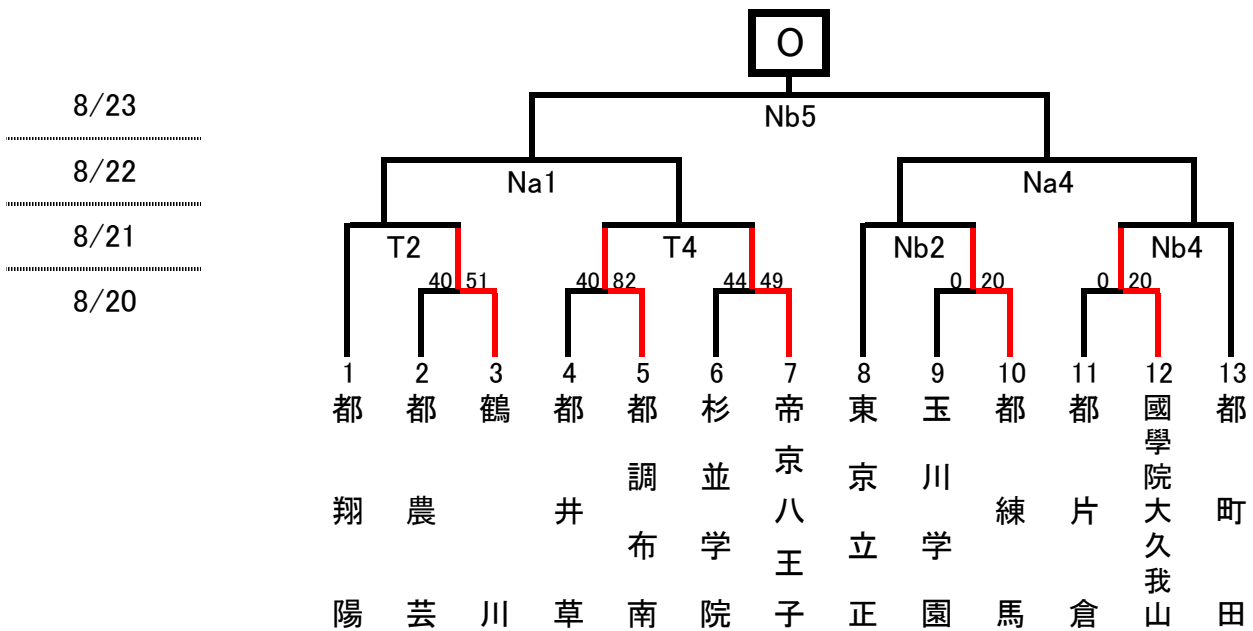 O
8/23
Nb5
8/22
Na1 Na4
8/21
T2 T4 Nb2 Nb4
40 51 40 82 44 49 0 20 0 20
8/20
1 2 3 4 5 6 7 8 9 10 11 12 13
都翔陽
都農芸
鶴川
都井草
都調布南
杉並学院
帝京八王子
東京立正
玉川学園
都練馬
都片倉
國學院大久我山
都町田